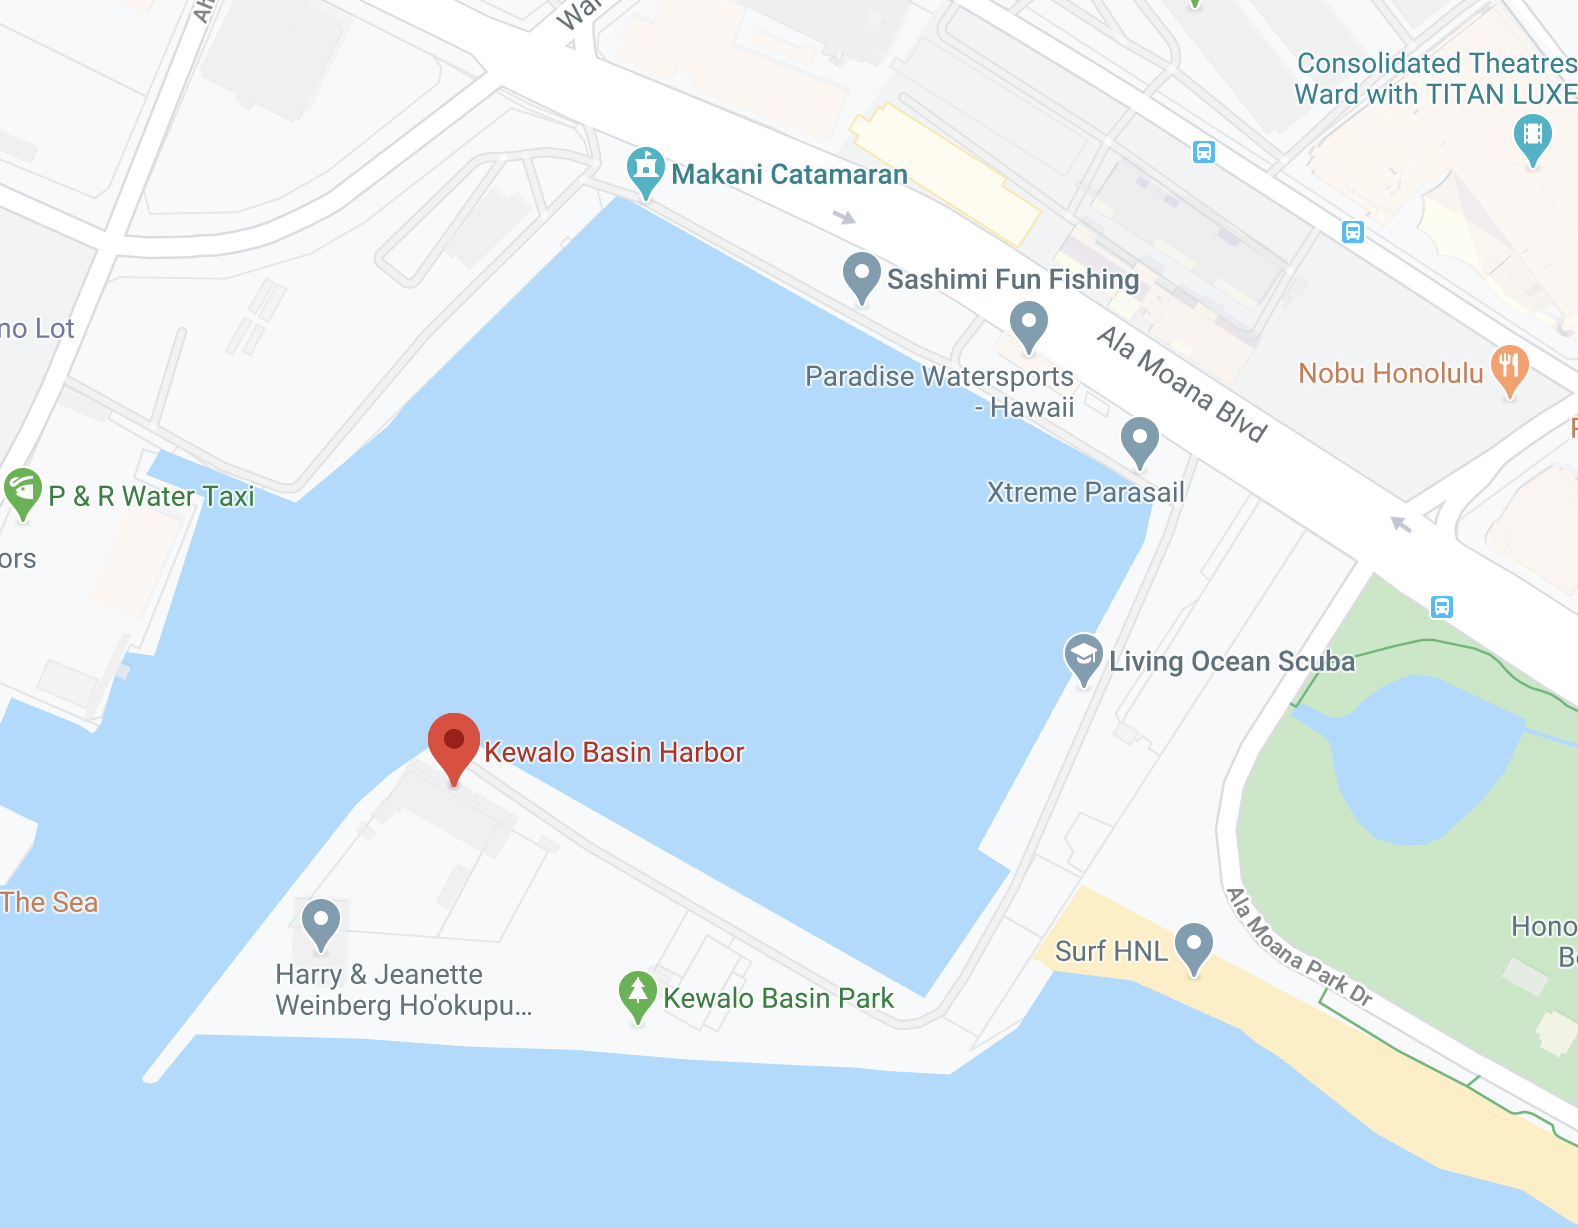 Ah
War
Consolidated Theatres
Ward with TITAN LUXE
Makani Catamaran
Sashimi Fun Fishing
no Lot
Paradise Watersports
- Hawaii
Ala Moana Blvd
Nobu Honolulu
P & R Water Taxi
Xtreme Parasail
ors
Living Ocean Scuba
Kewalo Basin Harbor
The Sea
Harry & Jeanette
Weinberg Ho'okupu...
Kewalo Basin Park
Surf HNL
Ala Moana Park Dr
Hono